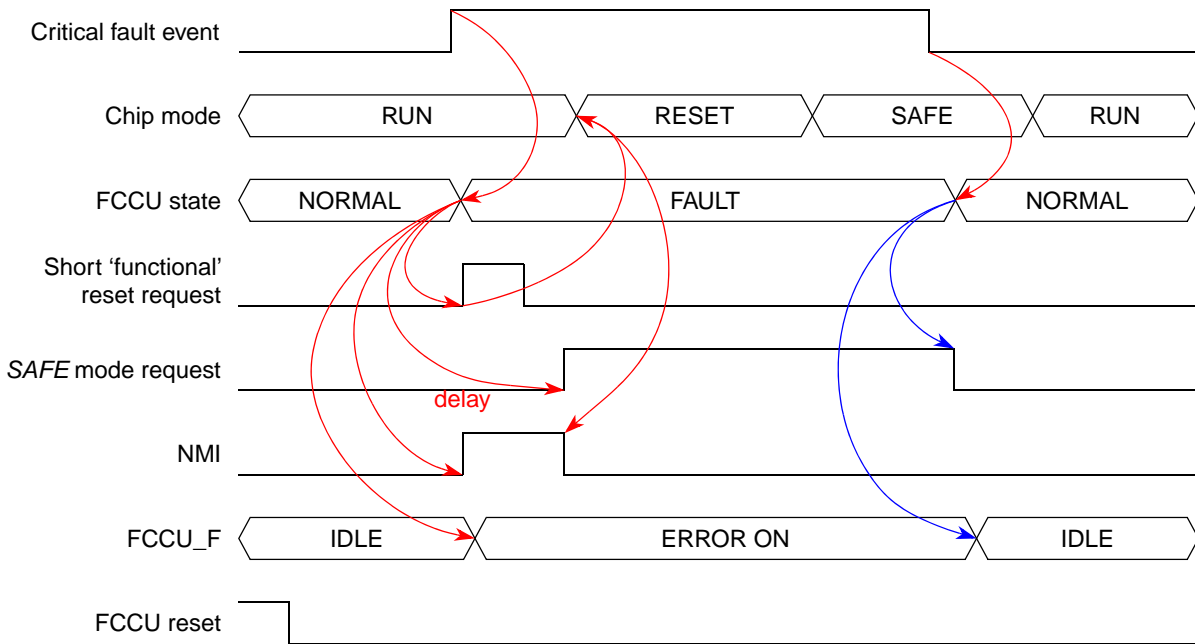 Critical fault event
Chip mode
RUN
RESET
SAFE
RUN
FCCU state
NORMAL
FAULT
NORMAL
Short ‘functional’
reset request
SAFE mode request
delay
NMI
FCCU_F
IDLE
ERROR ON
IDLE
FCCU reset